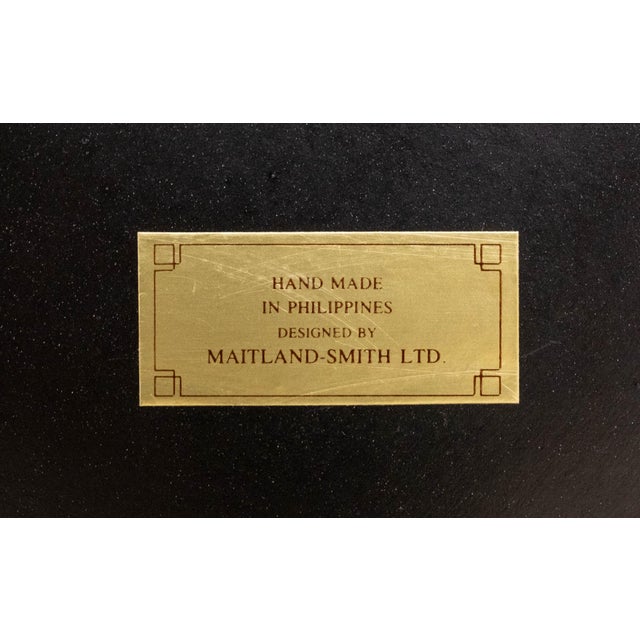 HAND MADE
IN PHILIPPINES
DESIGNED BY
MAITLAND-SMITH LTD.